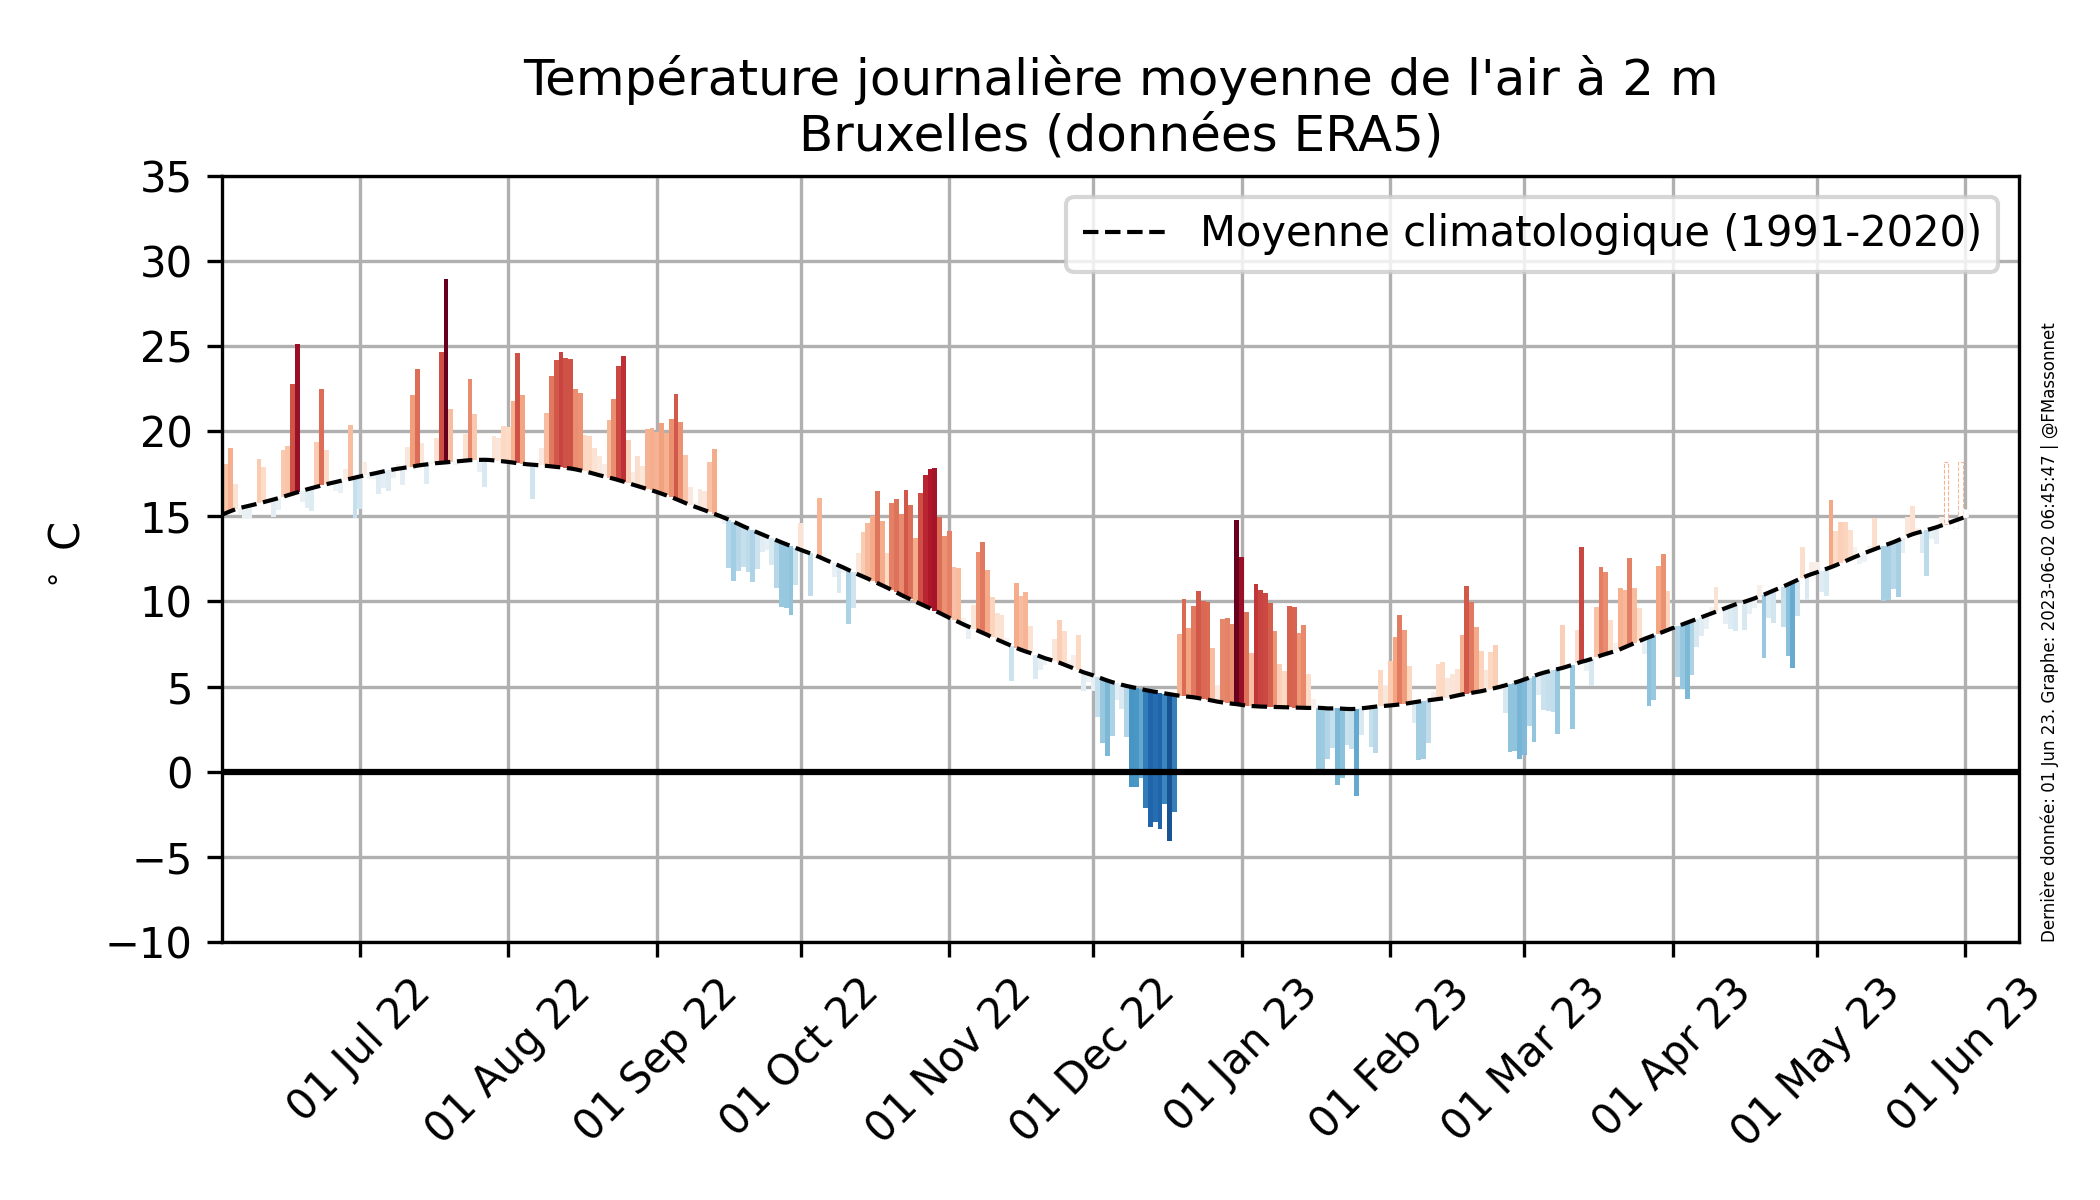 Température journalière moyenne de l'air à 2 m
Bruxelles (données ERA5)
Moyenne climatologique (1991-2020)
° C
35
30
25
20
15
10
5
0
−5
−10
01 Jul 22
01 Aug 22
01 Sep 22
01 Oct 22
01 Nov 22
01 Dec 22
01 Jan 23
01 Feb 23
01 Mar 23
01 Apr 23
01 May 23
01 Jun 23
Dernière donnée: 01 Jun 23. Graphe: 2023-06-02 06:45:47 | @FMassonnet